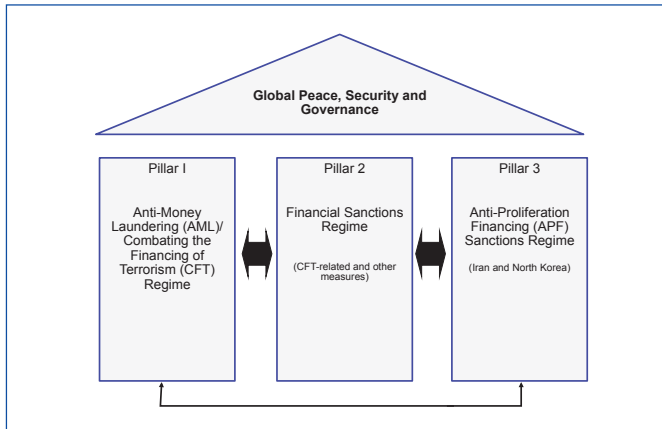 Global Peace, Security and
Governance
Pillar I
Anti-Money
Laundering (AML)/
Combating the
Financing of
Terrorism (CFT)
Regime
Pillar 2
Financial Sanctions
Regime
(CFT-related and other
measures)
Pillar 3
Anti-Proliferation
Financing (APF)
Sanctions Regime
(Iran and North Korea)